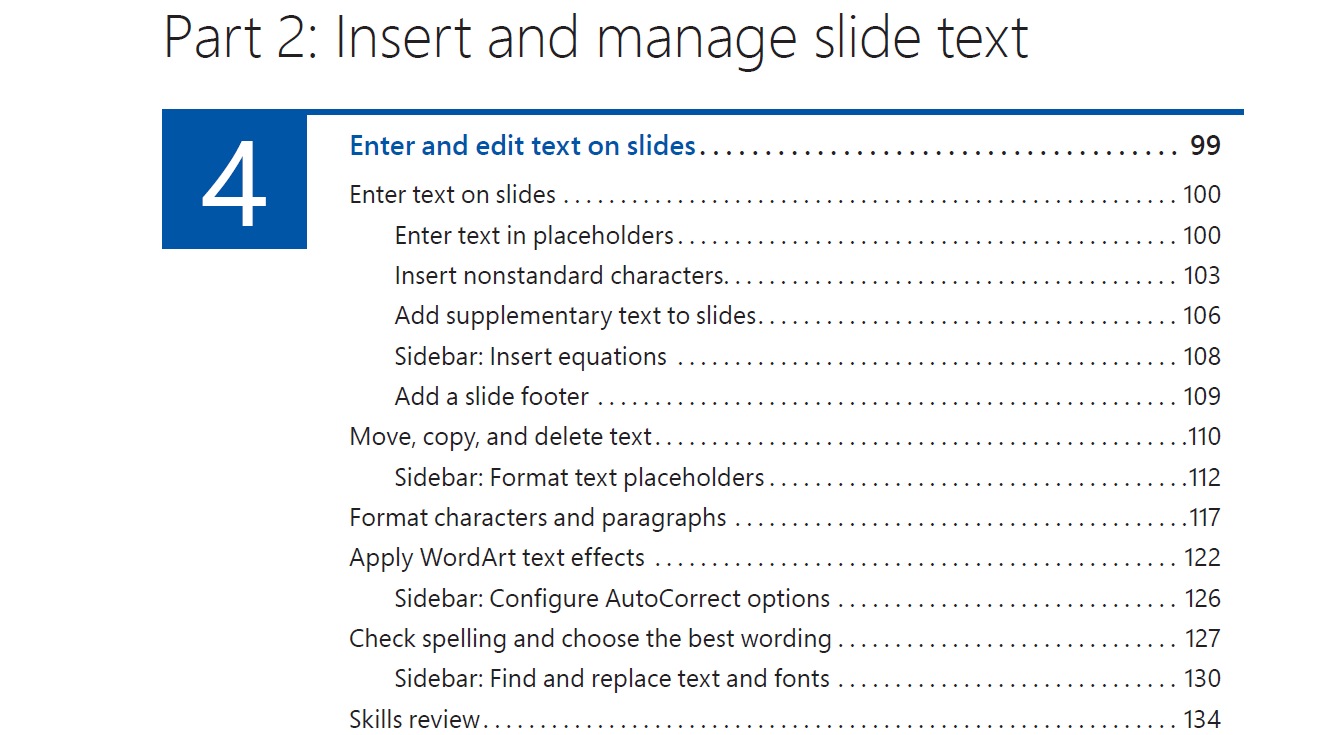 Part 2: Insert and manage slide text
4
Enter and edit text on slides. . . . . . . . . . . . . . . . . . . . . . . . . . . . . . . . . . . . . . 99
Enter text on slides . . . . . . . . . . . . . . . . . . . . . . . . . . . . . . . . . . . . . . . . . . . . . . . . . . . . . . 100
Enter text in placeholders. . . . . . . . . . . . . . . . . . . . . . . . . . . . . . . . . . . . . . . . . . . . 100
Insert nonstandard characters. . . . . . . . . . . . . . . . . . . . . . . . . . . . . . . . . . . . . . . . 103
Add supplementary text to slides. . . . . . . . . . . . . . . . . . . . . . . . . . . . . . . . . . . . . 106
Sidebar: Insert equations . . . . . . . . . . . . . . . . . . . . . . . . . . . . . . . . . . . . . . . . . . . . 108
Add a slide footer . . . . . . . . . . . . . . . . . . . . . . . . . . . . . . . . . . . . . . . . . . . . . . . . . . . 109
Move, copy, and delete text. . . . . . . . . . . . . . . . . . . . . . . . . . . . . . . . . . . . . . . . . . . . . . .110
Sidebar: Format text placeholders. . . . . . . . . . . . . . . . . . . . . . . . . . . . . . . . . . . . .112
Format characters and paragraphs . . . . . . . . . . . . . . . . . . . . . . . . . . . . . . . . . . . . . . . .117
Apply WordArt text effects . . . . . . . . . . . . . . . . . . . . . . . . . . . . . . . . . . . . . . . . . . . . . . 122
Sidebar: Configure AutoCorrect options . . . . . . . . . . . . . . . . . . . . . . . . . . . . . . 126
Check spelling and choose the best wording . . . . . . . . . . . . . . . . . . . . . . . . . . . . . . 127
Sidebar: Find and replace text and fonts . . . . . . . . . . . . . . . . . . . . . . . . . . . . . . 130
Skills review. . . . . . . . . . . . . . . . . . . . . . . . . . . . . . . . . . . . . . . . . . . . . . . . . . . . . . . . . . . . . 134